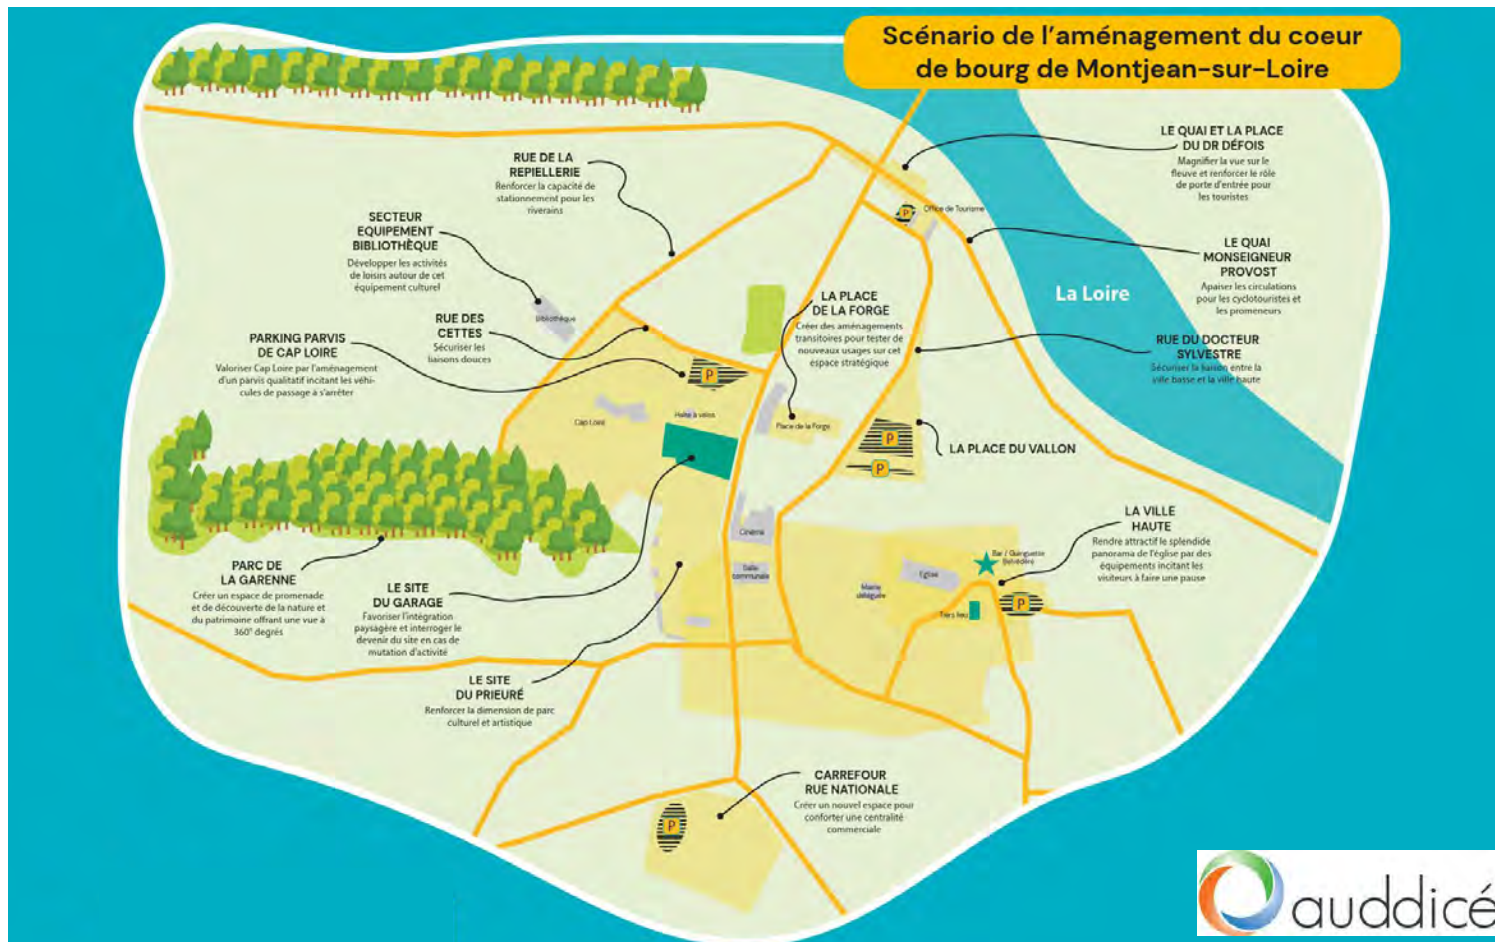 Scénario de l'aménagement du coeur
de bourg de Montjean-sur-Loire
LE QUAI ET LA PLACE
DU DR DÉFOIS
Magnifier la vue sur le
fleuve et renforcer le rôle
de porte d'entrée pour
les touristes
RUE DE LA
REPIELLERIE
Renforcer la capacité de
stationnement pour les
riverains
P
Office de Tourisme
SECTEUR
EQUIPEMENT
BIBLIOTHÈQUE
Développer les activités
de loisirs autour de cet
équipement culturel
Bibliothèque
LE QUAI
MONSEIGNEUR
PROVOST
Apaiser les circulations
pour les cyclotouristes et
les promeneurs
La Loire
LA PLACE
DE LA FORGE
Créer des aménagements
transitoires pour tester de
nouveaux usages sur cet
espace stratégique
RUE DES
CETTES
Sécuriser les
liaisons douces
PARKING PARVIS
DE CAP LOIRE
Valoriser Cap Loire par l'aménagement
d'un parvis qualitatif incitant les véhi-
cules de passage à s'arrêter
RUE DU DOCTEUR
SYLVESTRE
Sécuriser la liaison entre la
ville basse et la ville haute
P
Cap Loire
Halte à vélos
Place de la Forge
P
P
LA PLACE DU VALLON
LA VILLE
HAUTE
Rendre attractif le splendide
panorama de l'église par des
équipements incitant les
visiteurs à faire une pause
Cinéma
Salle
communale
Bar / Guinguette
Belvédère
Eglise
Mairie
déléguée
Tiers lieu
P
PARC DE
LA GARENNE
Créer un espace de promenade
et de découverte de la nature et
du patrimoine offrant une vue à
360° degrés
LE SITE
DU GARAGE
Favoriser l'intégration
paysagère et interroger le
devenir du site en cas de
mutation d'activité
LE SITE
DU PRIEURÉ
Renforcer la dimension de parc
culturel et artistique
CARREFOUR
RUE NATIONALE
Créer un nouvel espace pour
conforter une centralité
commerciale
P
auddicé